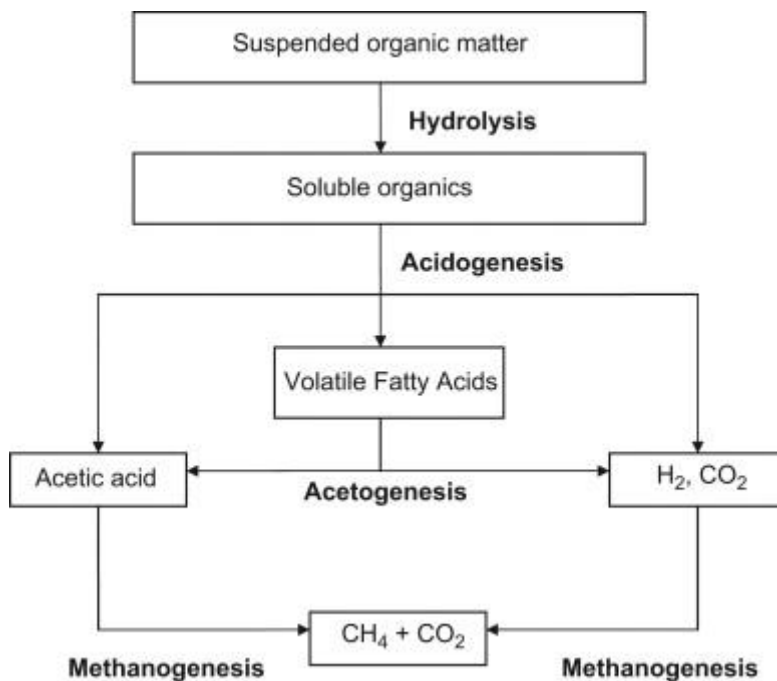 Suspended organic matter
Hydrolysis
Soluble organics
Acidogenesis
Volatile Fatty Acids
Acetic acid
Acetogenesis
H₂, CO₂
CH₄ + CO₂
Methanogenesis
Methanogenesis